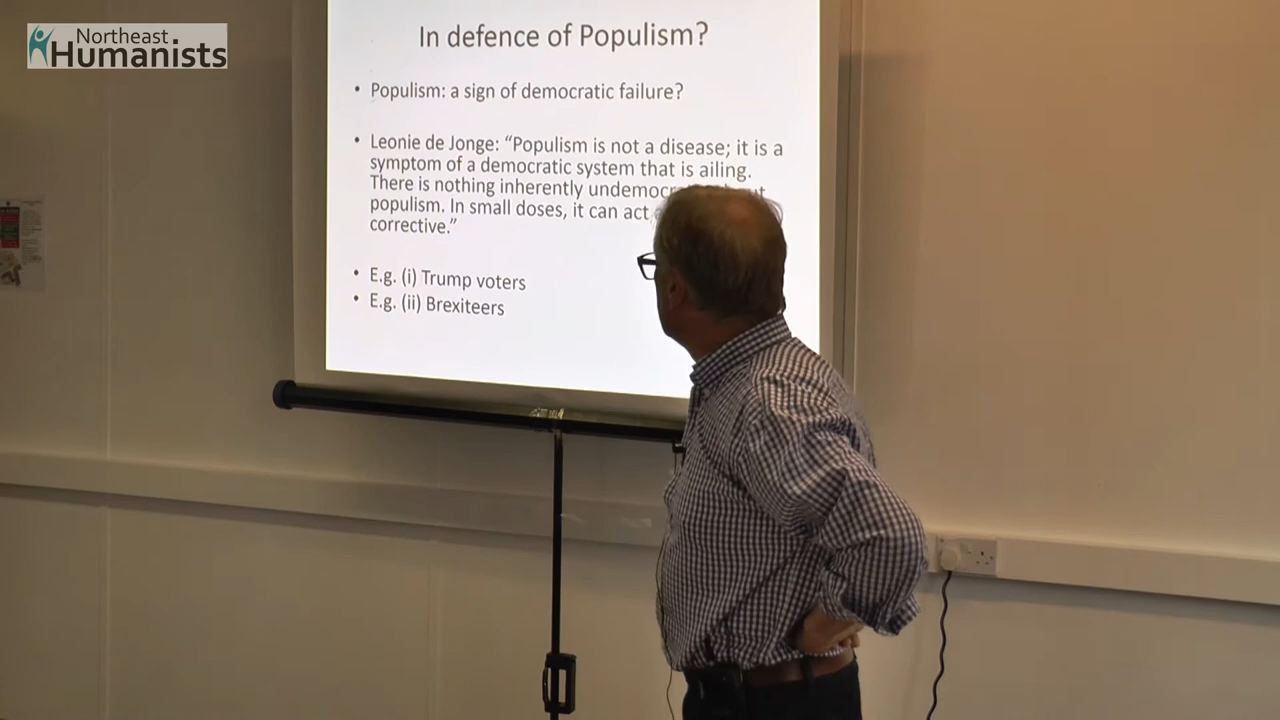 Northeast
Humanists
In defence of Populism?
• Populism: a sign of democratic failure?
• Leonie de Jonge: “Populism is not a disease; it is a
symptom of a democratic system that is ailing.
There is nothing inherently
populism. In small doses, it can act
corrective.”
• E.g. (i) Trump voters
• E.g. (ii) Brexiteers